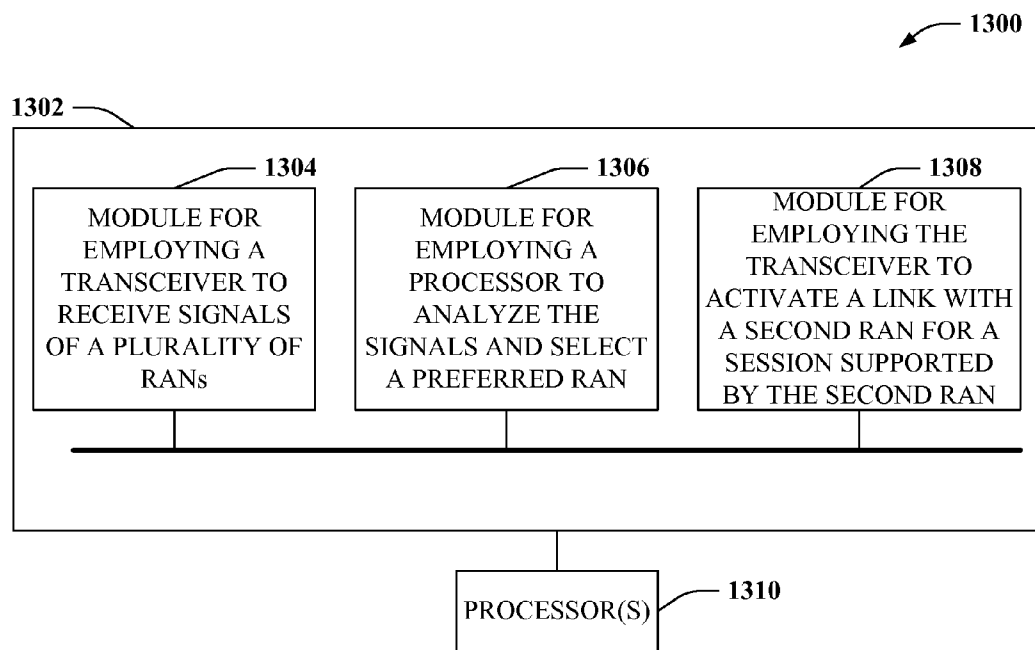 1300
1302
1304
MODULE FOR
EMPLOYING A
TRANSCEIVER TO
RECEIVE SIGNALS
OF A PLURALITY OF
RANs
1306
MODULE FOR
EMPLOYING A
PROCESSOR TO
ANALYZE THE
SIGNALS AND SELECT
A PREFERRED RAN
1308
MODULE FOR
EMPLOYING THE
TRANSCEIVER TO
ACTIVATE A LINK WITH
A SECOND RAN FOR A
SESSION SUPPORTED
BY THE SECOND RAN
PROCESSOR(S)
1310